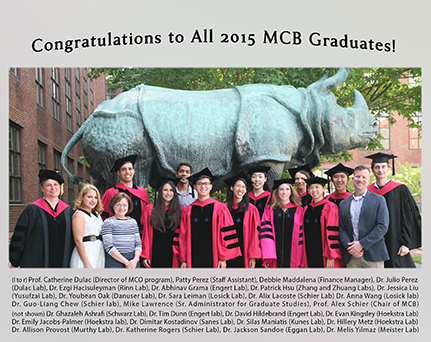 Congratulations to All 2015 MCB Graduates!
(l to r) Prof. Catherine Dulac (Director of MCO program), Patty Perez (Staff Assistant), Debbie Maddalena (Finance Manager), Dr. Julio Perez
(Dulac Lab), Dr. Ezgi Hacisuleyman (Rinn Lab), Dr. Abhinav Grama (Engert Lab), Dr. Patrick Hsu (Zhang and Zhuang Labs), Dr. Jessica Liu
(Yusufzai Lab), Dr. Youbean Oak (Danuser Lab), Dr. Sara Leiman (Losick Lab), Dr. Alix Lacoste (Schier Lab) Dr. Anna Wang (Losick lab)
Dr. Guo-Liang Chew (Schier lab), Mike Lawrence (Sr. Administrator for Graduate Studies), Prof. Alex Schier (Chair of MCB)
(not shown) Dr. Ghazaleh Ashrafi (Schwarz Lab), Dr. Tim Dunn (Engert lab), Dr. David Hildebrand (Engert Lab), Dr. Evan Kingsley (Hoekstra Lab)
Dr. Emily Jacobs-Palmer (Hoekstra Lab), Dr. Dimitar Kostadinov (Sanes Lab), Dr. Silas Maniatis (Kunes Lab), Dr. Hillery Metz (Hoekstra Lab)
Dr. Allison Provost (Murthy Lab), Dr. Katherine Rogers (Schier Lab), Dr. Jackson Sandoe (Eggan Lab), Dr. Melis Yilmaz (Meister Lab)